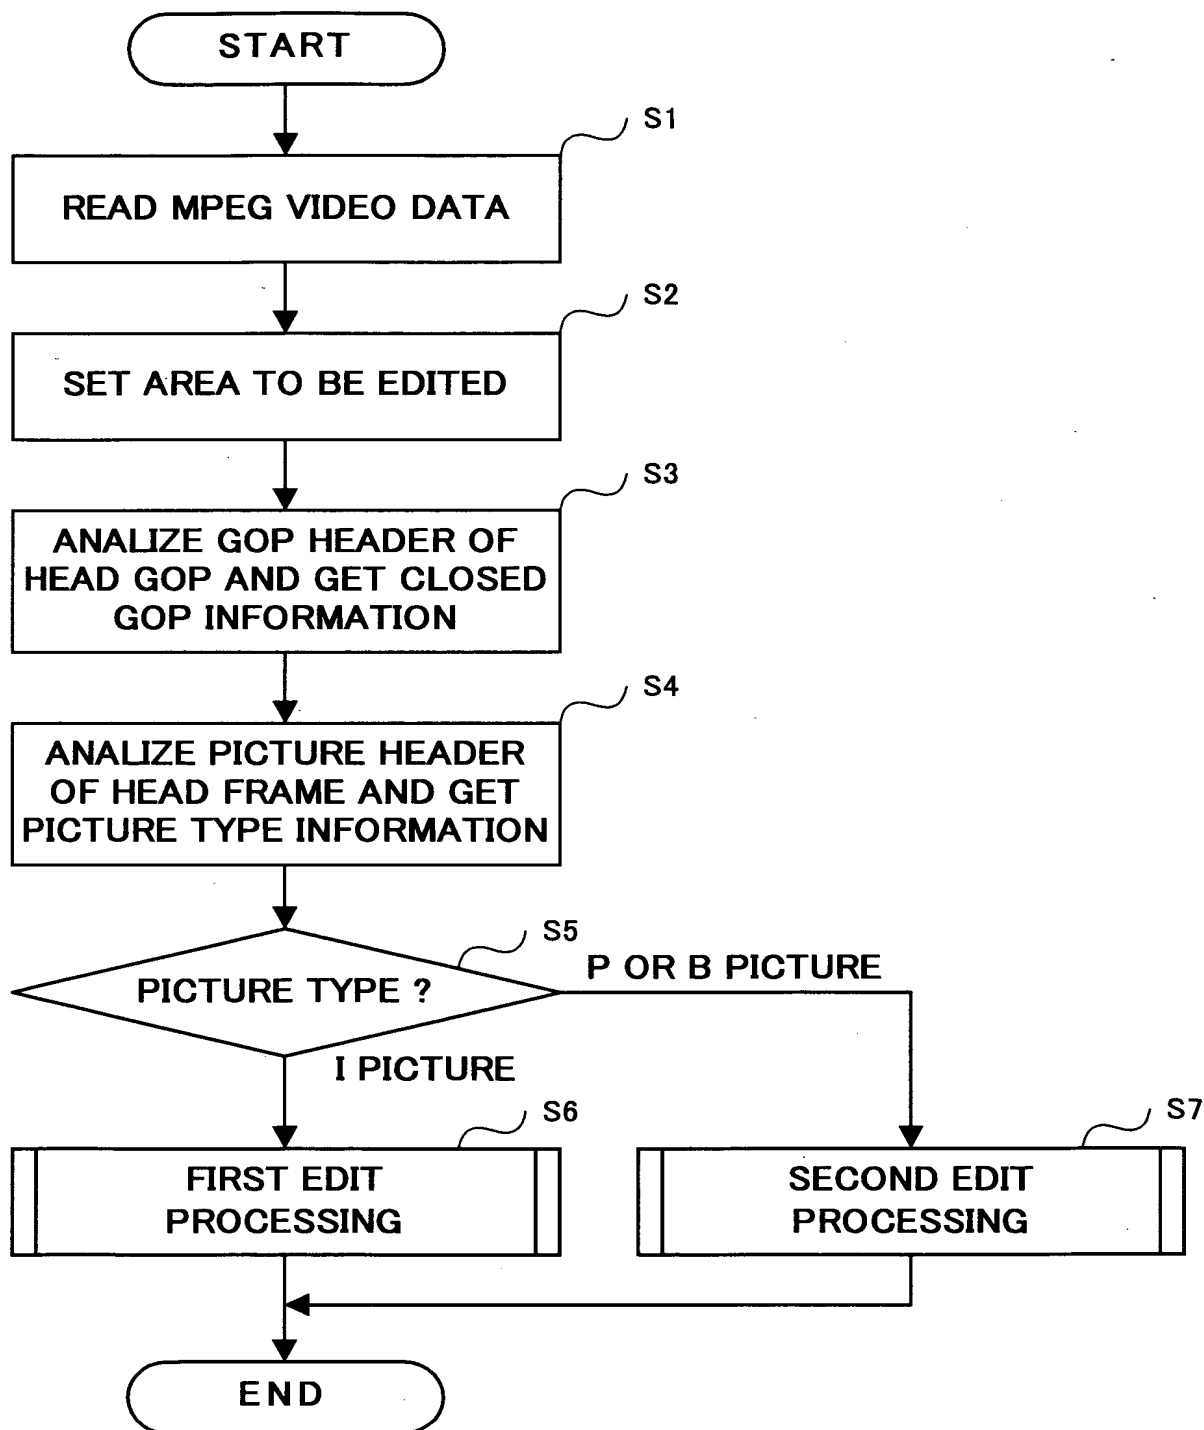 START
S1
READ MPEG VIDEO DATA
S2
SET AREA TO BE EDITED
S3
ANALIZE GOP HEADER OF
HEAD GOP AND GET CLOSED
GOP INFORMATION
S4
ANALIZE PICTURE HEADER
OF HEAD FRAME AND GET
PICTURE TYPE INFORMATION
S5
PICTURE TYPE ?
P OR B PICTURE
I PICTURE
S6
FIRST EDIT
PROCESSING
S7
SECOND EDIT
PROCESSING
END